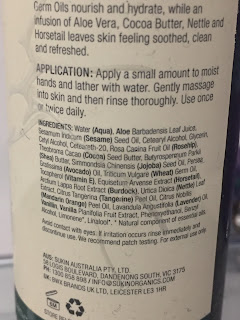 Germ Oils nourish and hydrate, while an
infusion of Aloe Vera, Cocoa Butter, Nettle and
Horsetail leaves skin feeling soothed, clean
and refreshed.
APPLICATION: Apply a small amount to moist
hands and lather with water. Gently massage
into skin and then rinse thoroughly. Use once
or twice daily.
INGREDIENTS: Water (Aqua), Aloe Barbadensis Leaf Juice,
Sesamum Indicum (Sesame) Seed Oil, Cetearyl Alcohol, Glycerin,
Cetyl Alcohol, Ceteareth-20, Rosa Canina Fruit Oil (Rosehip),
Theobroma Cacao (Cocoa) Seed Butter, Butyrospermum Parkii
(Shea) Butter, Simmondsia Chinensis (Jojoba) Seed Oil, Persea
Gratissima (Avocado) Oil, Triticum Vulgare (Wheat) Germ Oil,
Tocopherol (Vitamin E), Equisetum Arvense Extract (Horsetail),
Arctium Lappa Root Extract (Burdock), Urtica Dioica (Nettle) Leaf
Extract, Citrus Tangerina (Tangerine) Peel Oil, Citrus Nobilis
(Mandarin Orange) Peel Oil, Lavandula Angustifolia (Lavender) Oil,
Vanillin, Vanilla Planifolia Fruit Extract, Phenoxyethanol, Benzyl
Alcohol, Limonene*, Linalool*.
Avoid contact with eyes: If irritation occurs rinse immediately and
discontinue use. We recommend patch testing. For external use only
AUS: SUKIN AUSTRALIA PTY. LTD.
DANDENONG SOUTH, VIC 3175
INFO@SUKINORGANICS.COM
UK: BNX BRANDS UK LTD, LEICESTER LE3 1HR